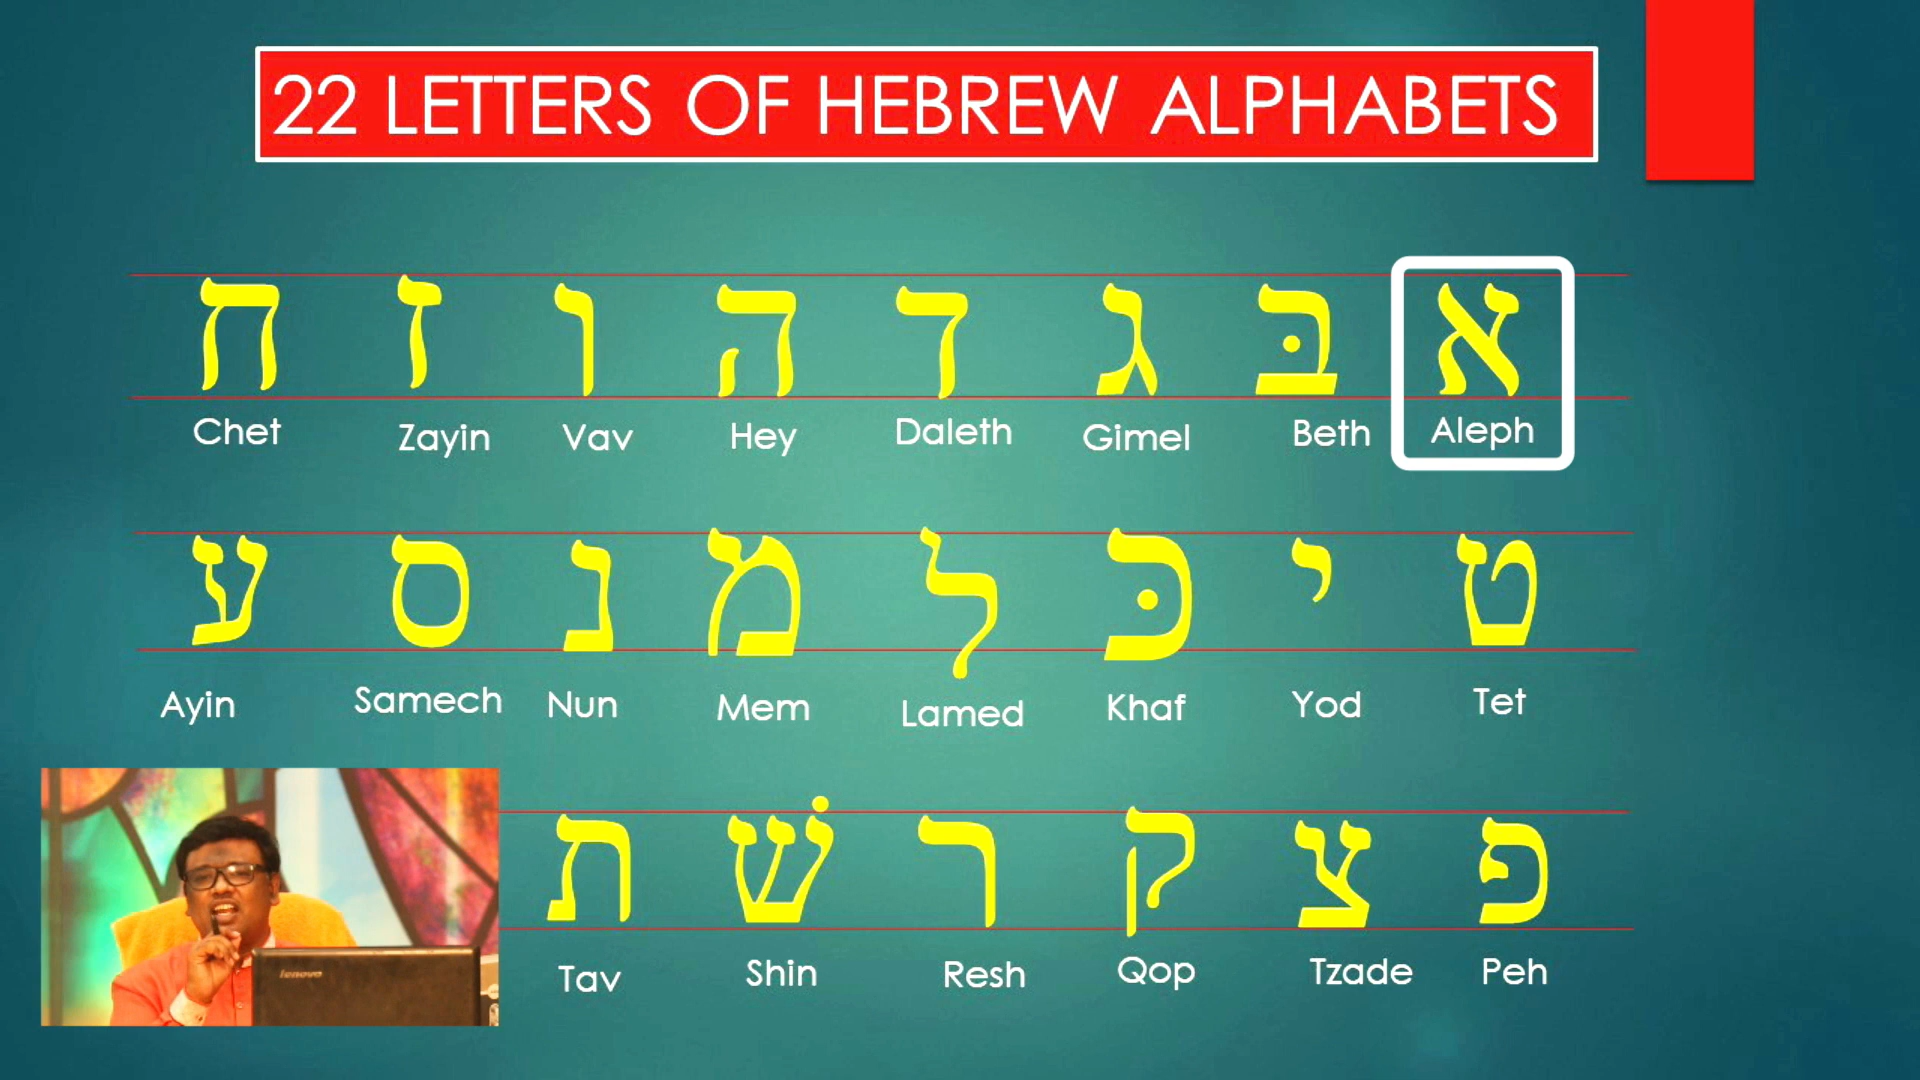 22 LETTERS OF HEBREW ALPHABETS
א בּ ג ד ה ו ז ח
Chet Zayin Vav Hey Daleth Gimel Beth Aleph
ט י כּ ל מ נ ס ע
Ayin Samech Nun Mem Lamed Khaf Yod Tet
פ צ ק ר שׁ ת
Tav Shin Resh Qop Tzade Peh
lenovo